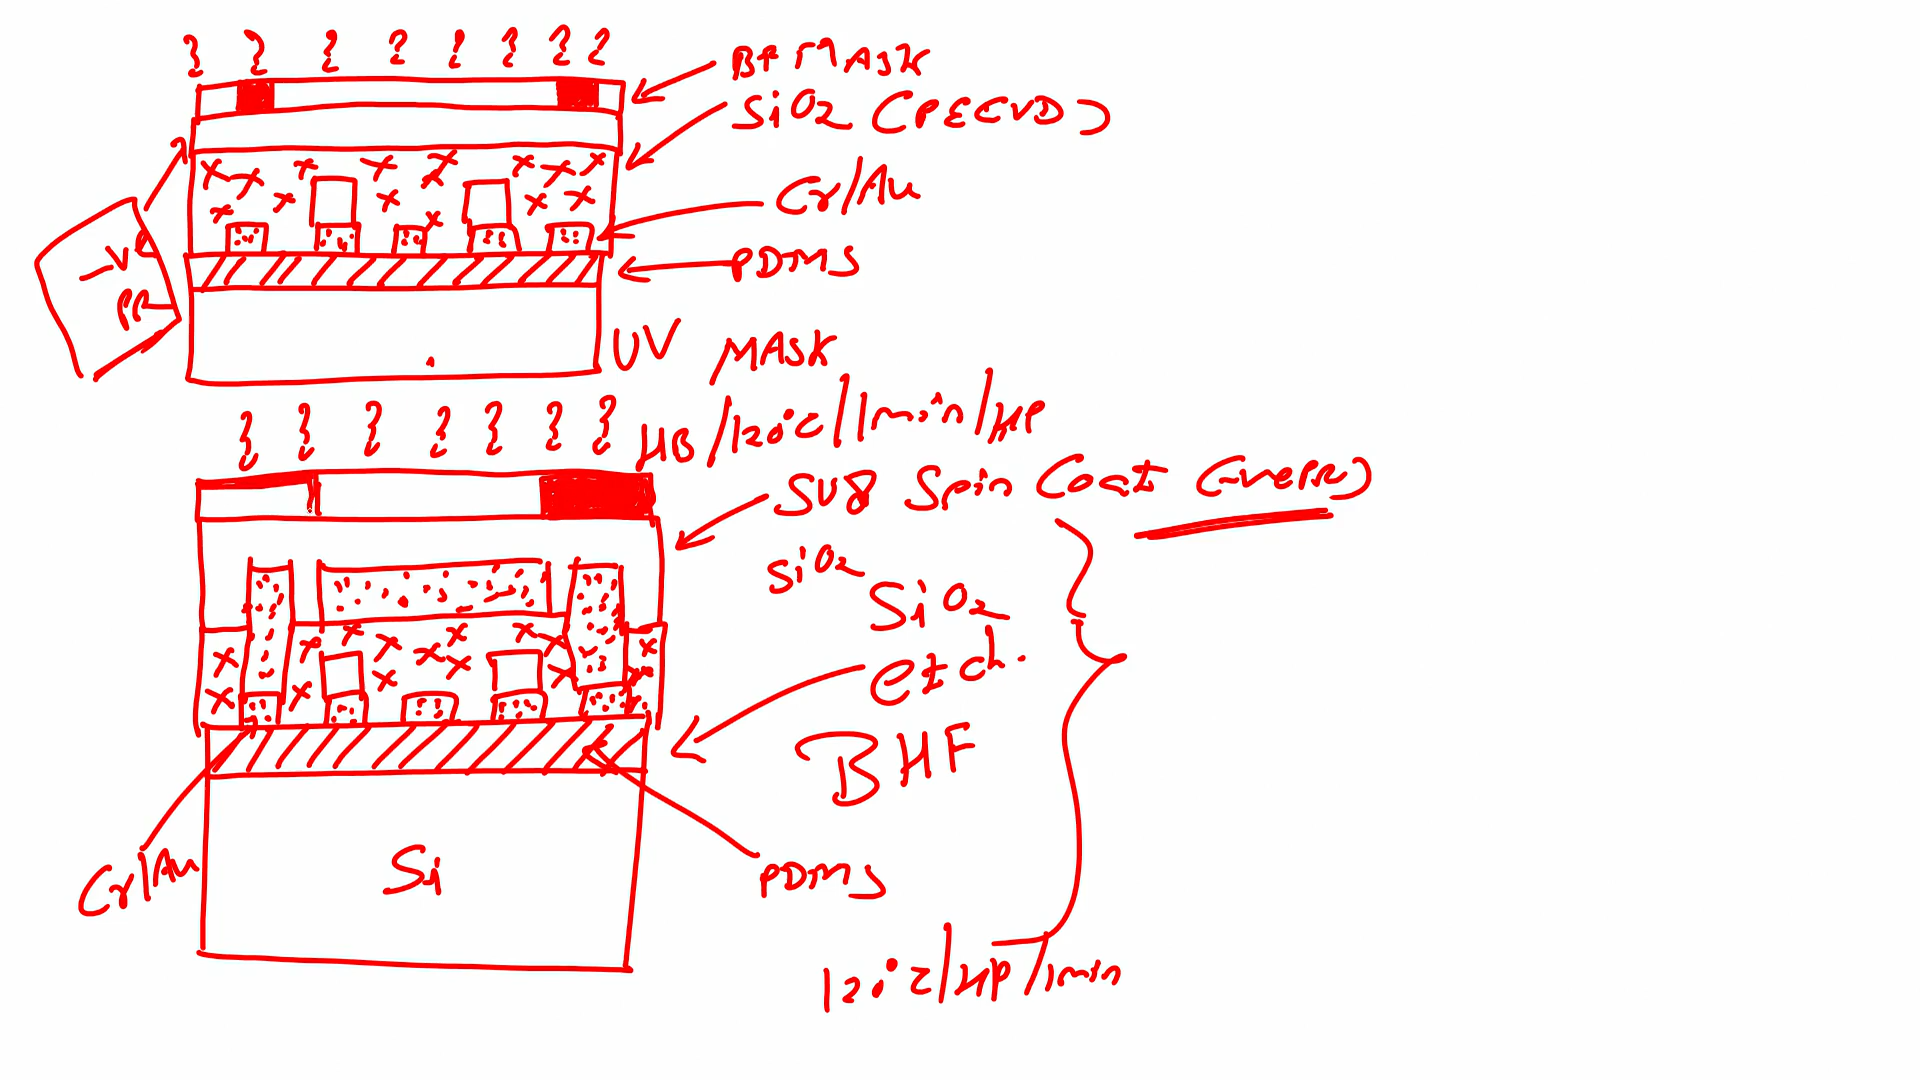 BF MASK
SiO2 (PECVD)
Cr/Au
PDMS
-ve
PR
UV MASK
HB/120°C/1min/HP
SU8 Spin Coat (-vePR)
SiO2
SiO2
etch.
BHF
Cr/Au
Si
PDMS
120°C/HP/1min